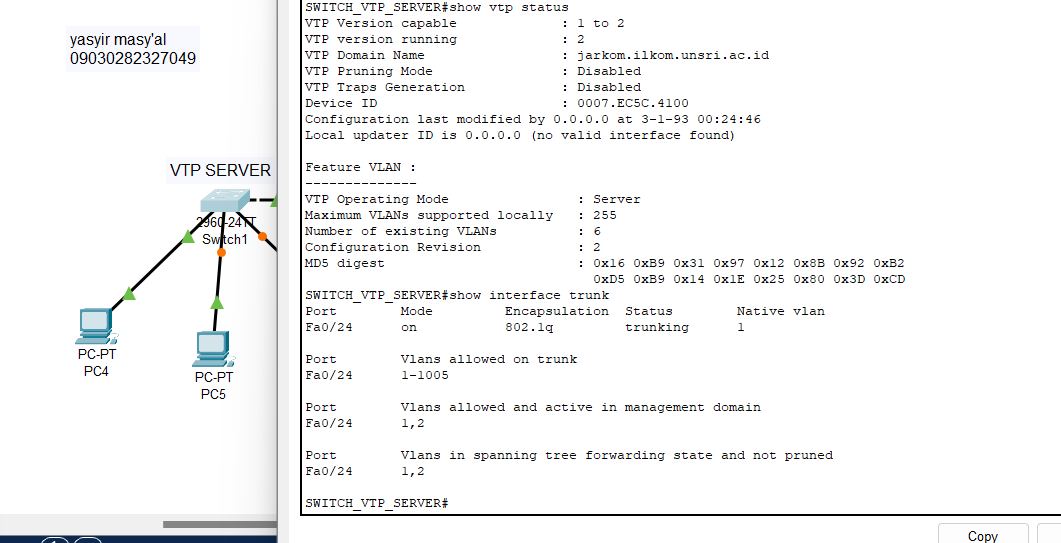 yasyir masy'al
09030282327049
VTP SERVER
2960-24TT
Switch1
PC-PT
PC4
PC-PT
PC5
SWITCH_VTP_SERVER#show vtp status
VTP Version capable : 1 to 2
VTP version running : 2
VTP Domain Name : jarkom.ilkom.unsri.ac.id
VTP Pruning Mode : Disabled
VTP Traps Generation : Disabled
Device ID : 0007.EC5C.4100
Configuration last modified by 0.0.0.0 at 3-1-93 00:24:46
Local updater ID is 0.0.0.0 (no valid interface found)
Feature VLAN :
--------------
VTP Operating Mode : Server
Maximum VLANs supported locally : 255
Number of existing VLANs : 6
Configuration Revision : 2
MD5 digest : 0x16 0xB9 0x31 0x97 0x12 0x8B 0x92 0xB2
0xD5 0xB9 0x14 0x1E 0x25 0x80 0x3D 0xCD
SWITCH_VTP_SERVER#show interface trunk
Port Mode Encapsulation Status Native vlan
Fa0/24 on 802.1q trunking 1
Port Vlans allowed on trunk
Fa0/24 1-1005
Port Vlans allowed and active in management domain
Fa0/24 1,2
Port Vlans in spanning tree forwarding state and not pruned
Fa0/24 1,2
SWITCH_VTP_SERVER#
Copy